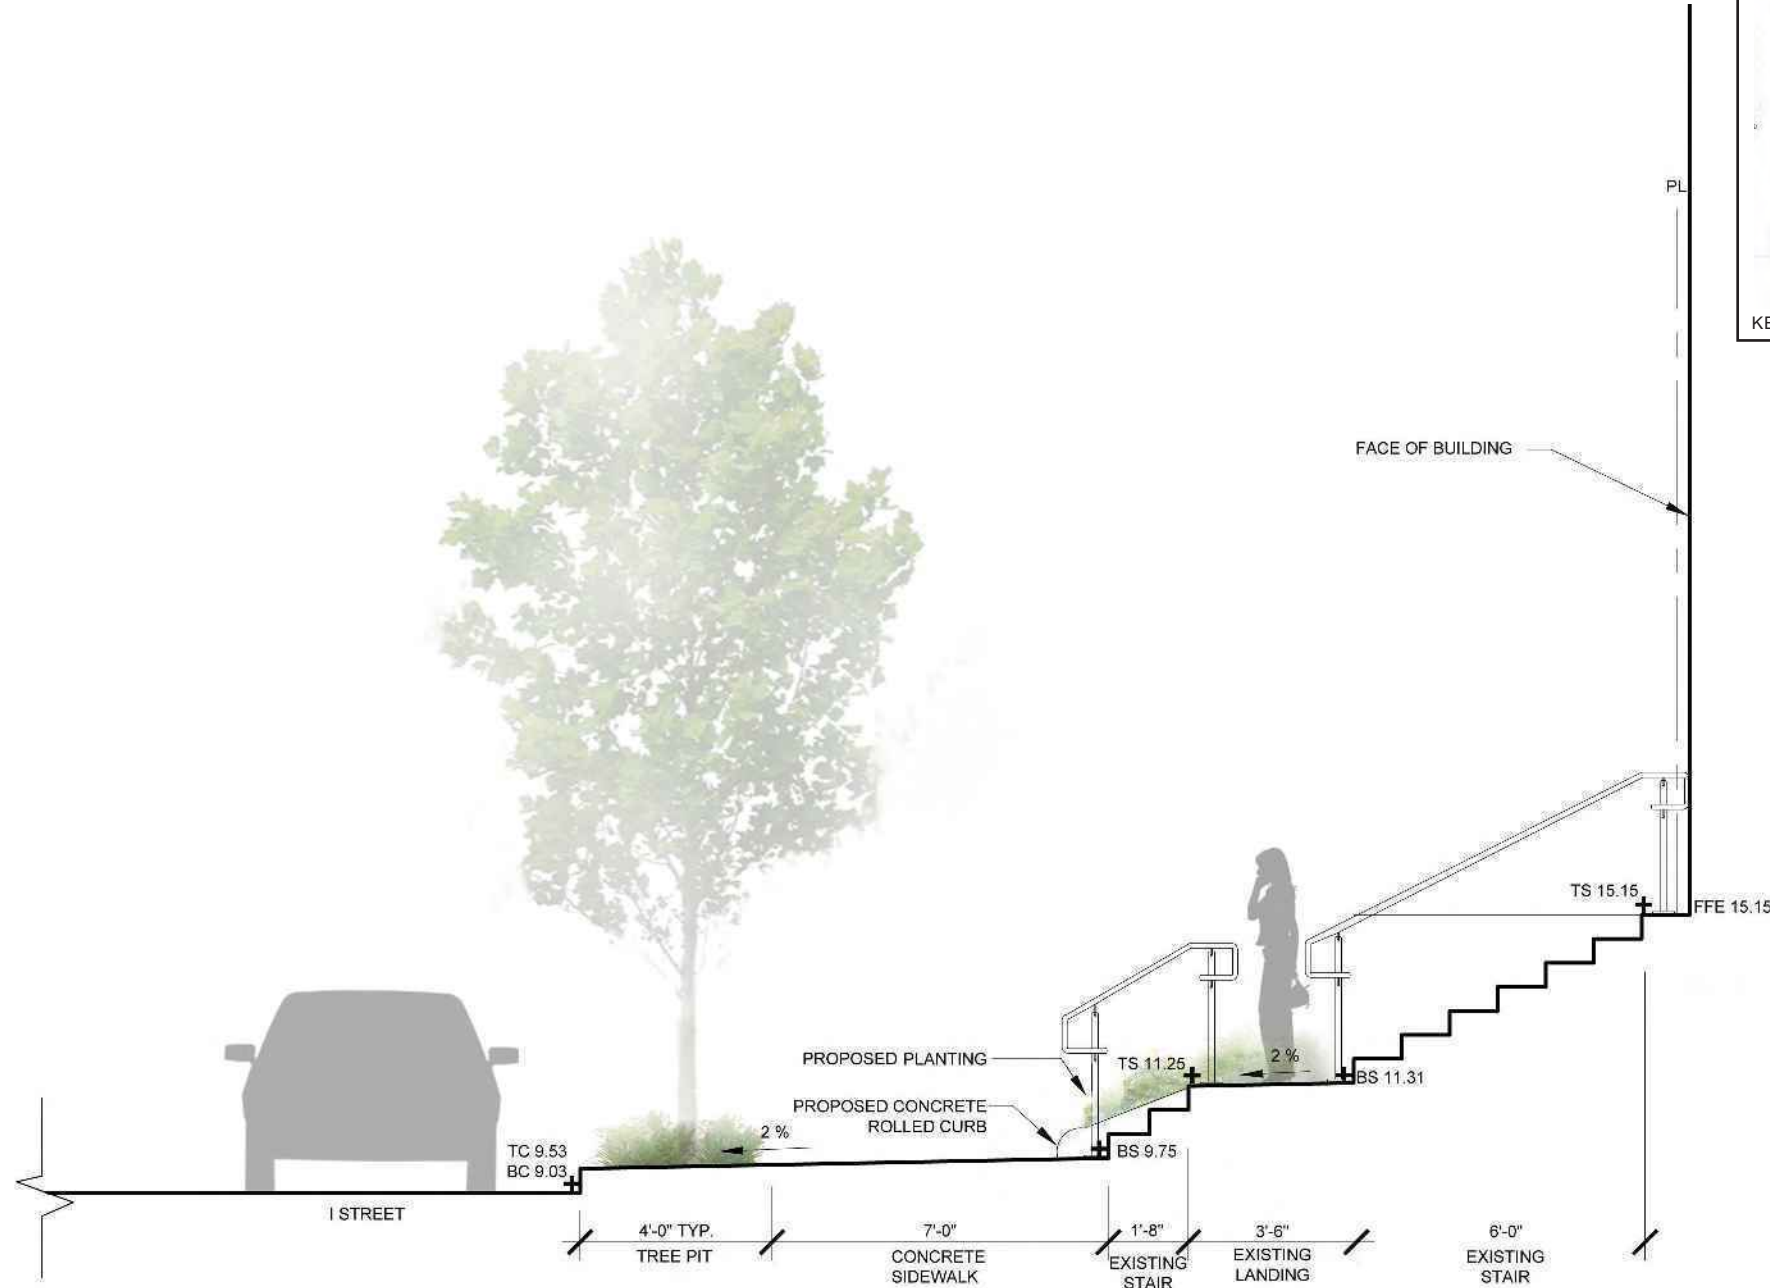 PL
KE
FACE OF BUILDING
TS 15.15
FFE 15.15
PROPOSED PLANTING
TS 11.25
2 %
BS 11.31
PROPOSED CONCRETE
ROLLED CURB
2 %
BS 9.75
TC 9.53
BC 9.03
I STREET
4'-0" TYP.
TREE PIT
7'-0"
CONCRETE
SIDEWALK
1'-8"
EXISTING
STAIR
3'-6"
EXISTING
LANDING
6'-0"
EXISTING
STAIR